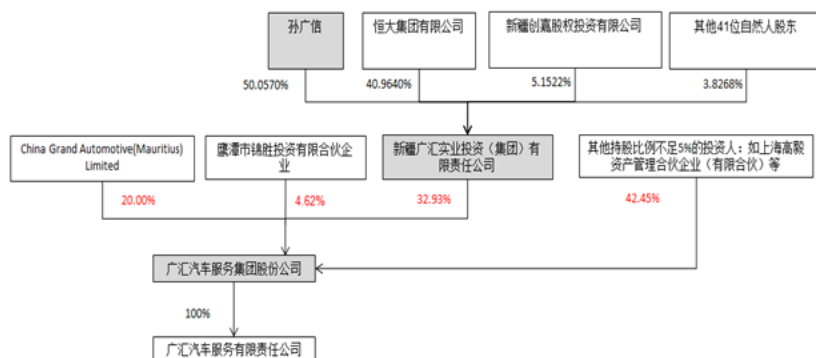 孙广信
恒大集团有限公司
新疆创嘉股权投资有限公司
其他41位自然人股东
50.0570%
40.9640%
5.1522%
3.8268%
China Grand Automotive(Mauritius)
Limited
鹰潭市锦胜投资有限合伙企
业
新疆广汇实业投资（集团）有
限责任公司
其他持股比例不足5%的投资人：如上海高毅
资产管理合伙企业（有限合伙）等
20.00%
4.62%
32.93%
42.45%
广汇汽车服务集团股份公司
100%
广汇汽车服务有限责任公司